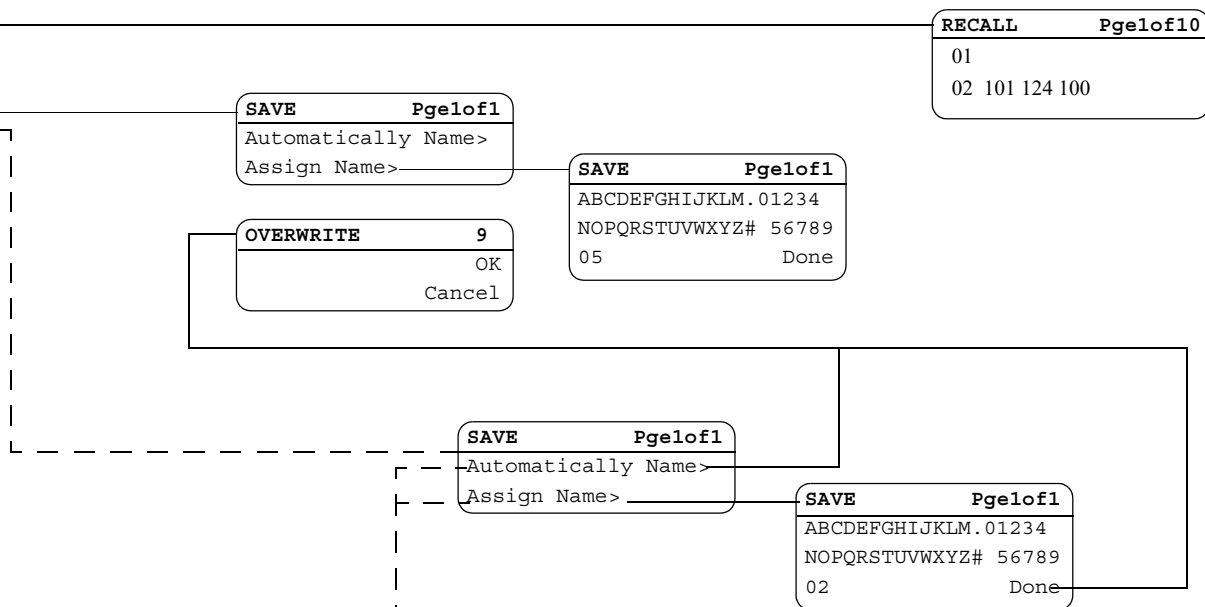 RECALL Pge1of10
01
02 101 124 100
SAVE Pge1of1
Automatically Name>
Assign Name>
SAVE Pge1of1
ABCDEFGHIJKLM.01234
NOPQRSTUVWXYZ# 56789
05 Done
OVERWRITE 9
OK
Cancel
SAVE Pge1of1
Automatically Name>
Assign Name>
SAVE Pge1of1
ABCDEFGHIJKLM.01234
NOPQRSTUVWXYZ# 56789
02 Done